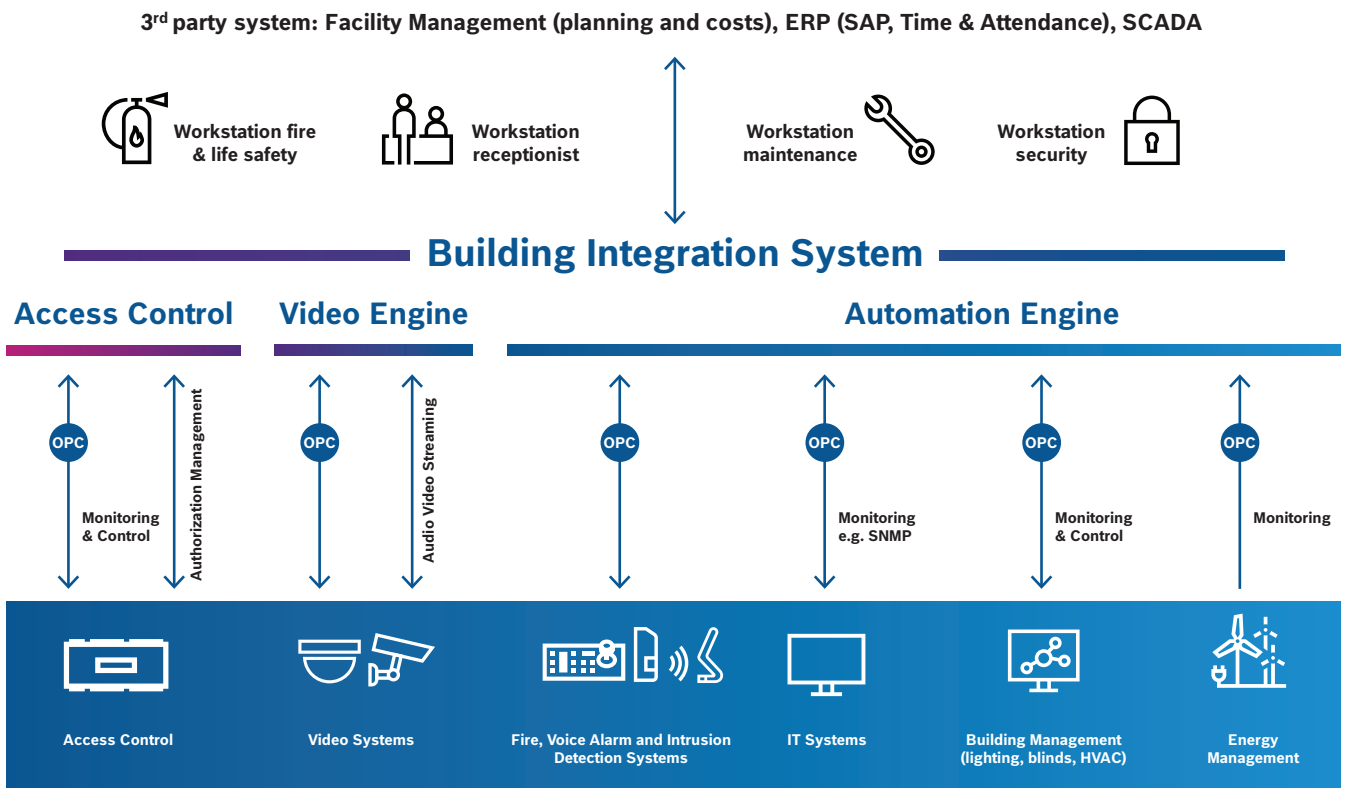 3rd party system: Facility Management (planning and costs), ERP (SAP, Time & Attendance), SCADA
Workstation fire
& life safety
Workstation
receptionist
Workstation
maintenance
Workstation
security
Building Integration System
Access Control
Video Engine
Automation Engine
OPC
Monitoring
& Control
Authorization Management
OPC
Audio Video Streaming
OPC
OPC
Monitoring
e.g. SNMP
OPC
Monitoring
& Control
OPC
Monitoring
Access Control
Video Systems
Fire, Voice Alarm and Intrusion
Detection Systems
IT Systems
Building Management
(lighting, blinds, HVAC)
Energy
Management